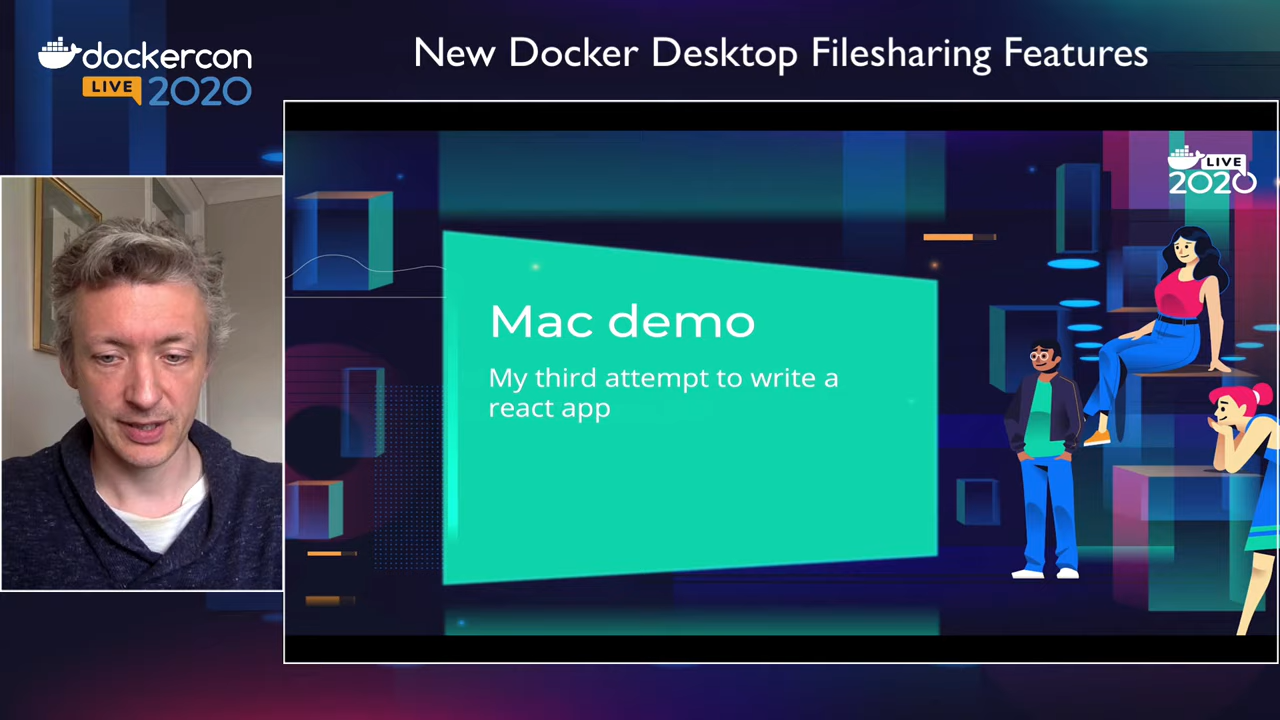 dockercon
LIVE 2020
New Docker Desktop Filesharing Features
LIVE
2020
Mac demo
My third attempt to write a
react app